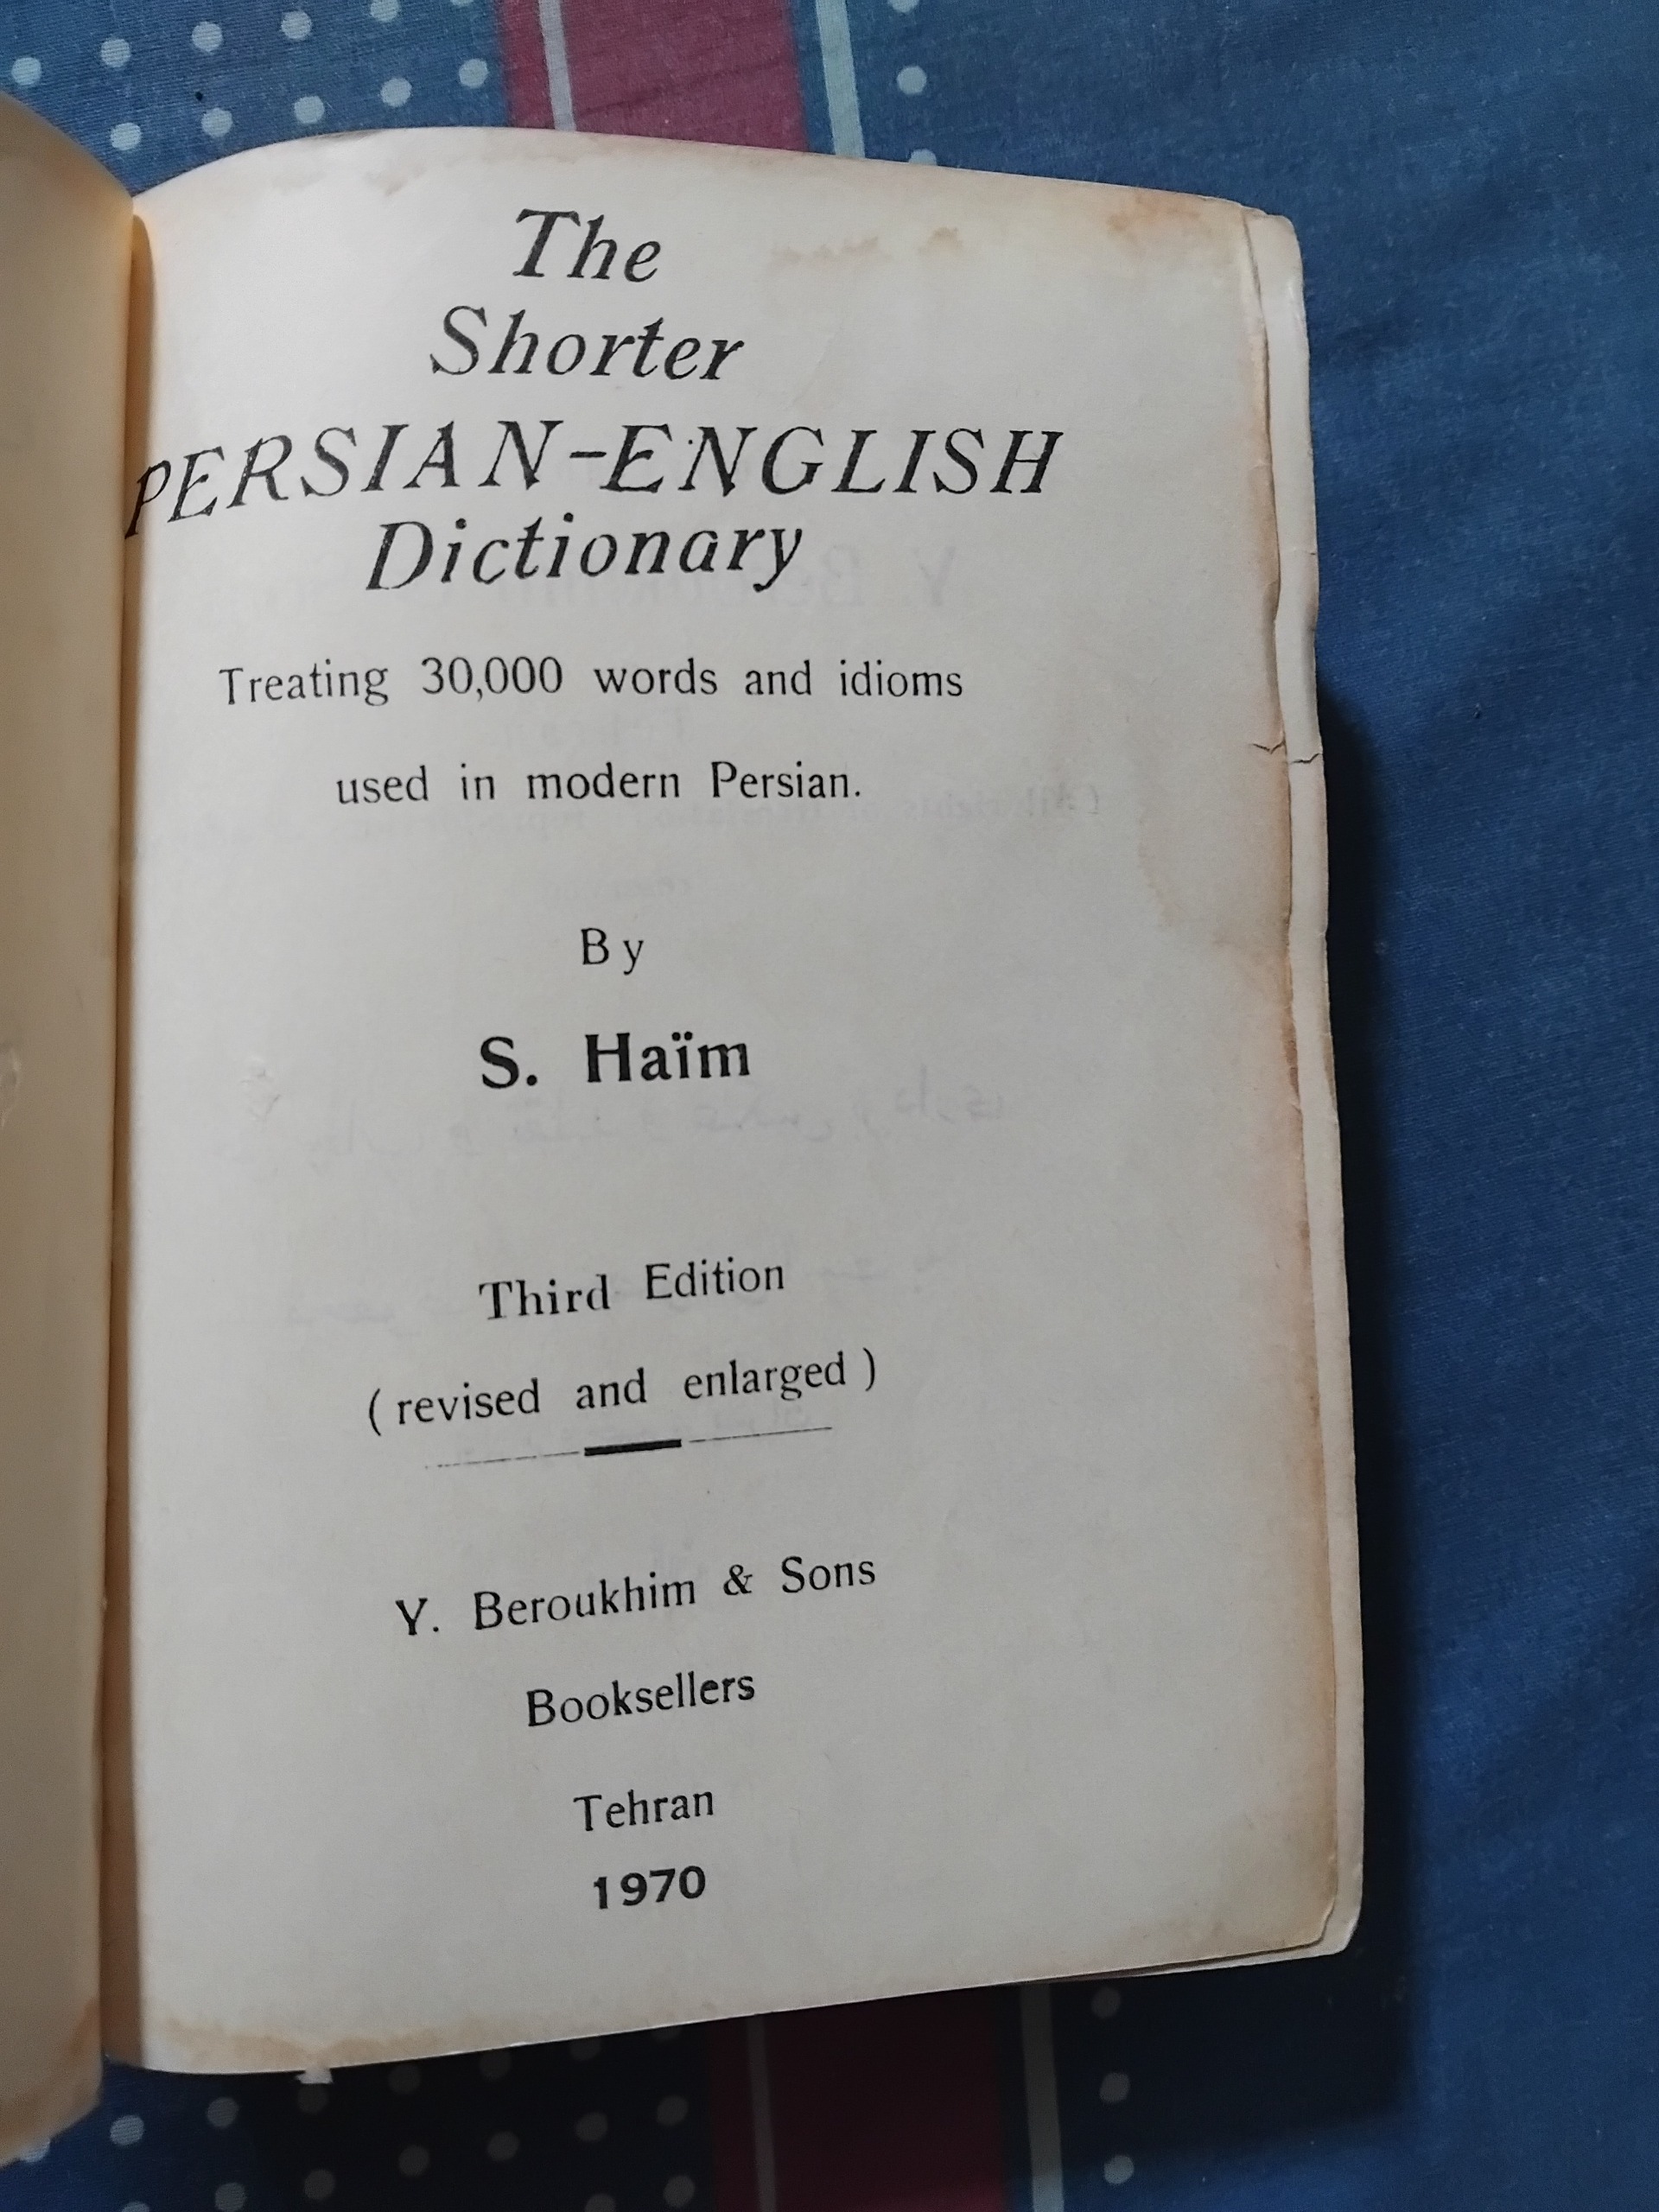 The
Shorter
PERSIAN-ENGLISH
Dictionary
Treating 30,000 words and idioms
used in modern Persian.
By
S. Haïm
Third Edition
(revised and enlarged)
Y. Beroukhim & Sons
Booksellers
Tehran
1970